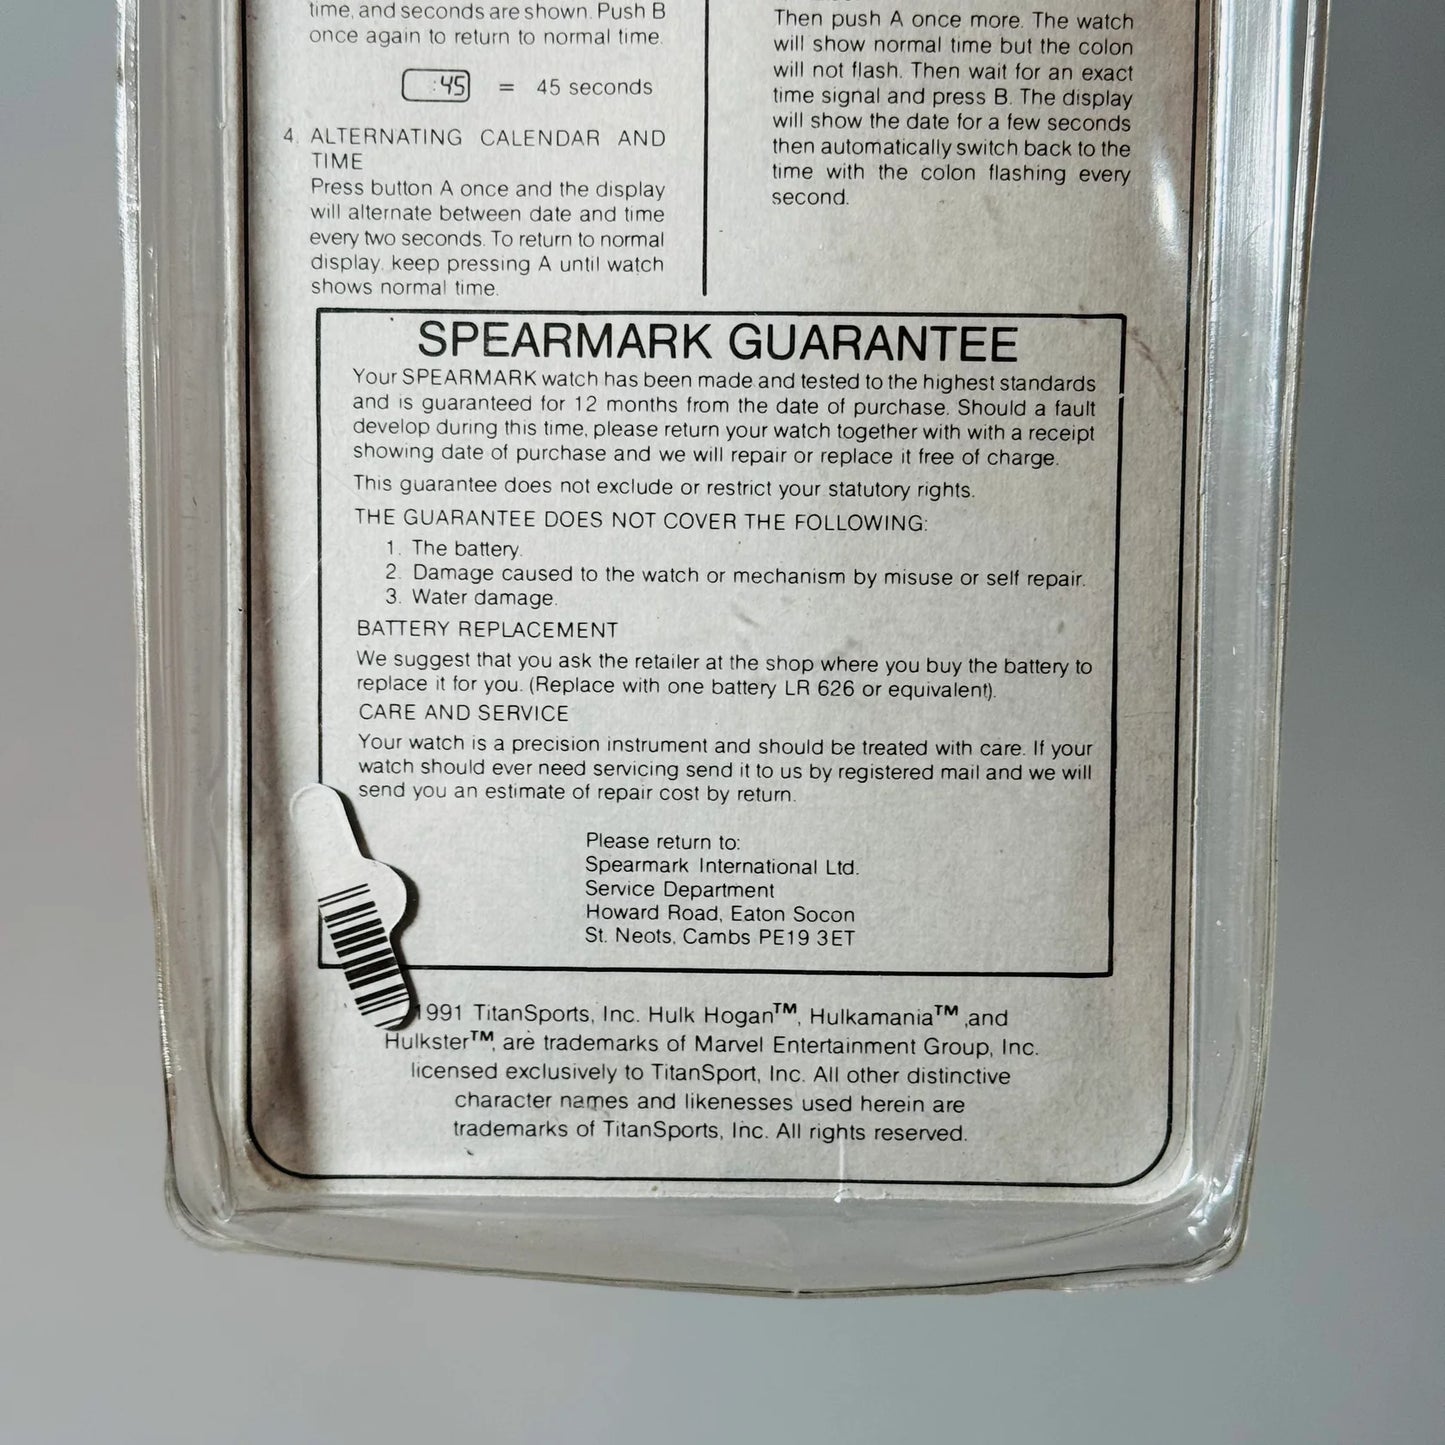 time, and seconds are shown. Push B
once again to return to normal time.
:45 = 45 seconds
4. ALTERNATING CALENDAR AND
TIME
Press button A once and the display
will alternate between date and time
every two seconds. To return to normal
display, keep pressing A until watch
shows normal time.
Then push A once more. The watch
will show normal time but the colon
will not flash. Then wait for an exact
time signal and press B. The display
will show the date for a few seconds
then automatically switch back to the
time with the colon flashing every
second.
SPEARMARK GUARANTEE
Your SPEARMARK watch has been made and tested to the highest standards
and is guaranteed for 12 months from the date of purchase. Should a fault
develop during this time, please return your watch together with with a receipt
showing date of purchase and we will repair or replace it free of charge.
This guarantee does not exclude or restrict your statutory rights.
THE GUARANTEE DOES NOT COVER THE FOLLOWING:
1. The battery.
2. Damage caused to the watch or mechanism by misuse or self repair.
3. Water damage.
BATTERY REPLACEMENT
We suggest that you ask the retailer at the shop where you buy the battery to
replace it for you. (Replace with one battery LR 626 or equivalent).
CARE AND SERVICE
Your watch is a precision instrument and should be treated with care. If your
watch should ever need servicing send it to us by registered mail and we will
send you an estimate of repair cost by return.
Please return to:
Spearmark International Ltd.
Service Department
Howard Road, Eaton Socon
St. Neots, Cambs PE19 3ET
1991 TitanSports, Inc. Hulk Hogan™, Hulkamania™ ,and
Hulkster™, are trademarks of Marvel Entertainment Group, Inc.
licensed exclusively to TitanSport, Inc. All other distinctive
character names and likenesses used herein are
trademarks of TitanSports, Inc. All rights reserved.